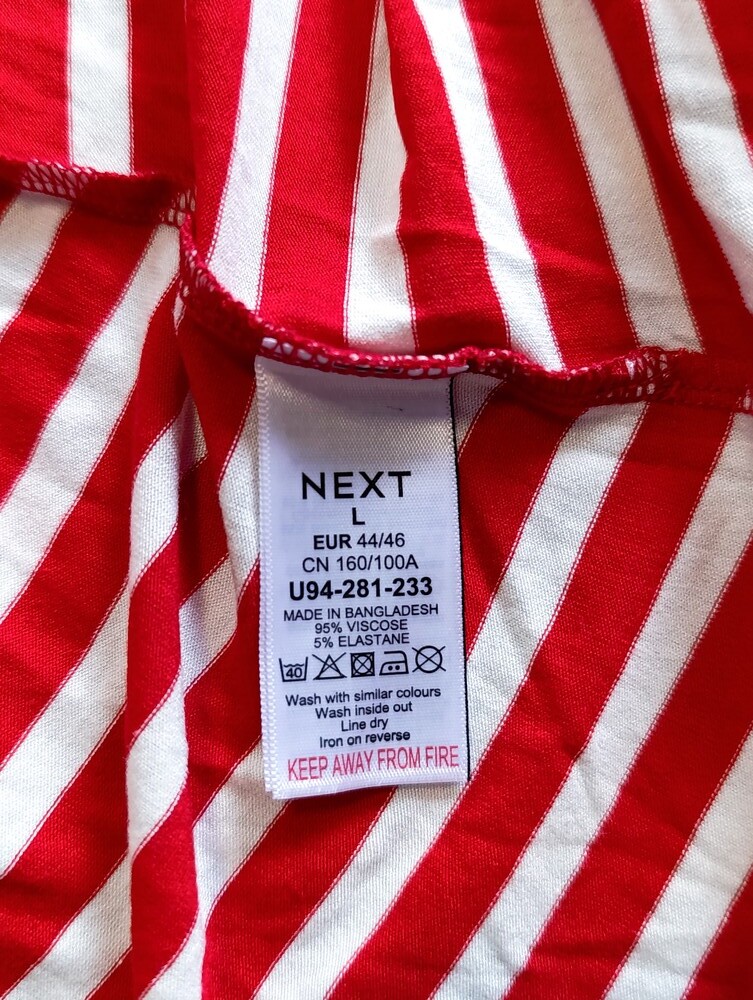 NEXT
L
EUR 44/46
CN 160/100A
U94-281-233
MADE IN BANGLADESH
95% VISCOSE
5% ELASTANE
40
Wash with similar colours
Wash inside out
Line dry
Iron on reverse
KEEP AWAY FROM FIRE